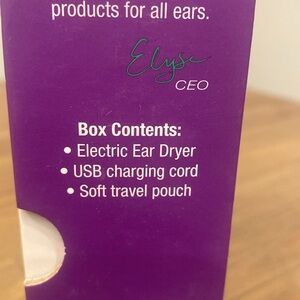 products for all ears.
Elyse
CEO
Box Contents:
• Electric Ear Dryer
• USB charging cord
• Soft travel pouch